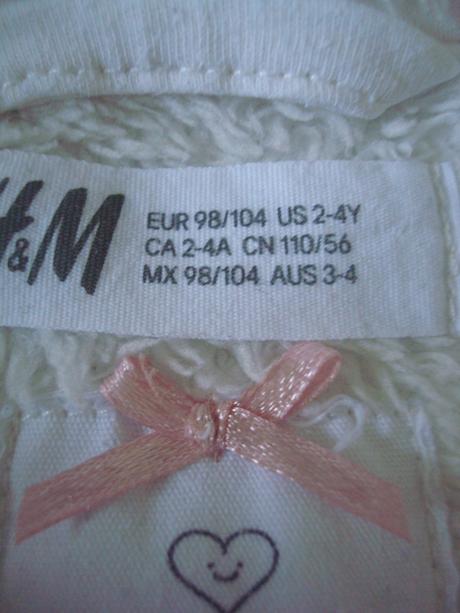 H&M
EUR 98/104 US 2-4Y
CA 2-4A CN 110/56
MX 98/104 AUS 3-4